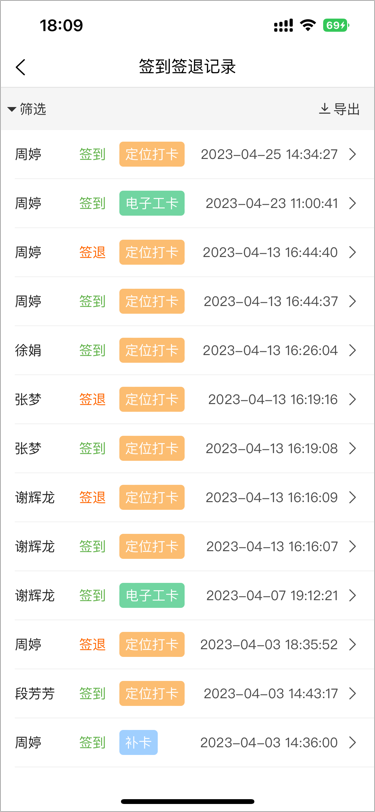 18:09
69
签到签退记录
筛选 导出
周婷 签到 定位打卡 2023-04-25 14:34:27
周婷 签到 电子工卡 2023-04-23 11:00:41
周婷 签退 定位打卡 2023-04-13 16:44:40
周婷 签到 定位打卡 2023-04-13 16:44:37
徐娟 签到 定位打卡 2023-04-13 16:26:04
张梦 签退 定位打卡 2023-04-13 16:19:16
张梦 签到 定位打卡 2023-04-13 16:19:08
谢辉龙 签退 定位打卡 2023-04-13 16:16:09
谢辉龙 签到 定位打卡 2023-04-13 16:16:07
谢辉龙 签到 电子工卡 2023-04-07 19:12:21
周婷 签退 定位打卡 2023-04-03 18:35:52
段芳芳 签到 定位打卡 2023-04-03 14:43:17
周婷 签到 补卡 2023-04-03 14:36:00